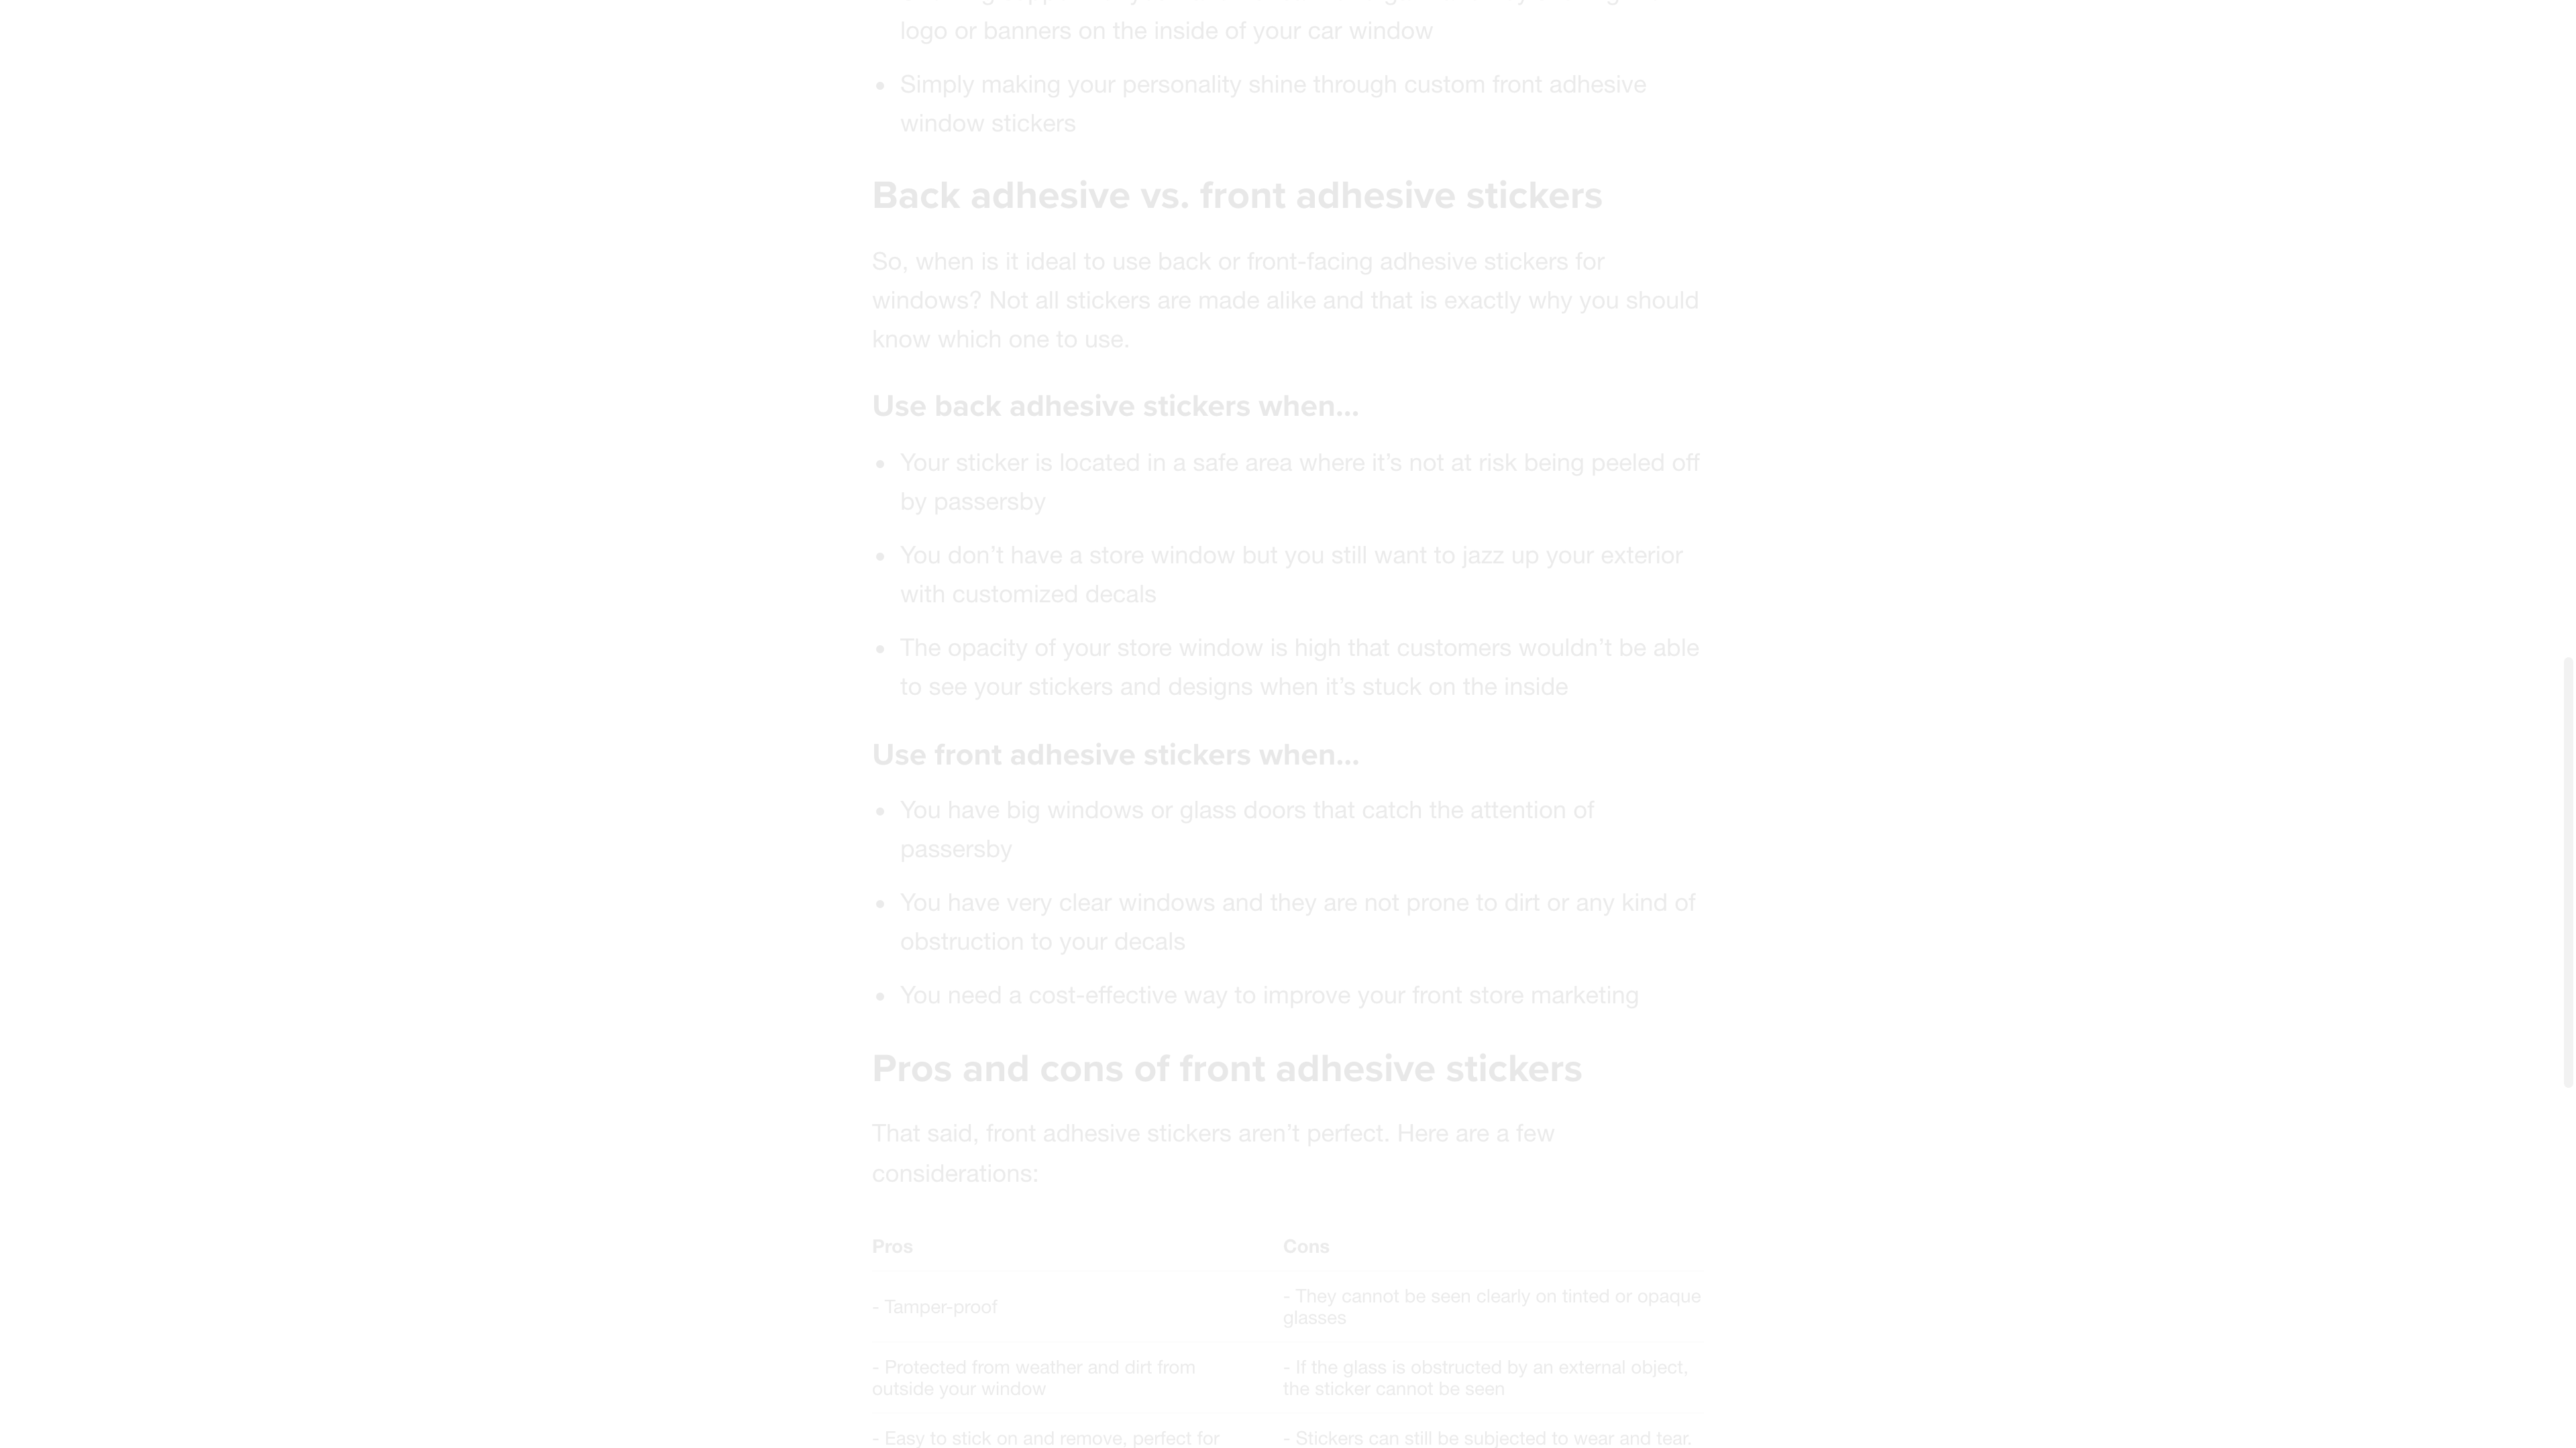 logo or banners on the inside of your car window
• Simply making your personality shine through custom front adhesive
window stickers
Back adhesive vs. front adhesive stickers
So, when is it ideal to use back or front-facing adhesive stickers for
windows? Not all stickers are made alike and that is exactly why you should
know which one to use.
Use back adhesive stickers when...
• Your sticker is located in a safe area where it’s not at risk being peeled off
by passersby
• You don’t have a store window but you still want to jazz up your exterior
with customized decals
• The opacity of your store window is high that customers wouldn’t be able
to see your stickers and designs when it’s stuck on the inside
Use front adhesive stickers when...
• You have big windows or glass doors that catch the attention of
passersby
• You have very clear windows and they are not prone to dirt or any kind of
obstruction to your decals
• You need a cost-effective way to improve your front store marketing
Pros and cons of front adhesive stickers
That said, front adhesive stickers aren’t perfect. Here are a few
considerations:
Pros Cons
- Tamper-proof
- They cannot be seen clearly on tinted or opaque
glasses
- Protected from weather and dirt from
outside your window
- If the glass is obstructed by an external object,
the sticker cannot be seen
- Easy to stick on and remove, perfect for
- Stickers can still be subjected to wear and tear.